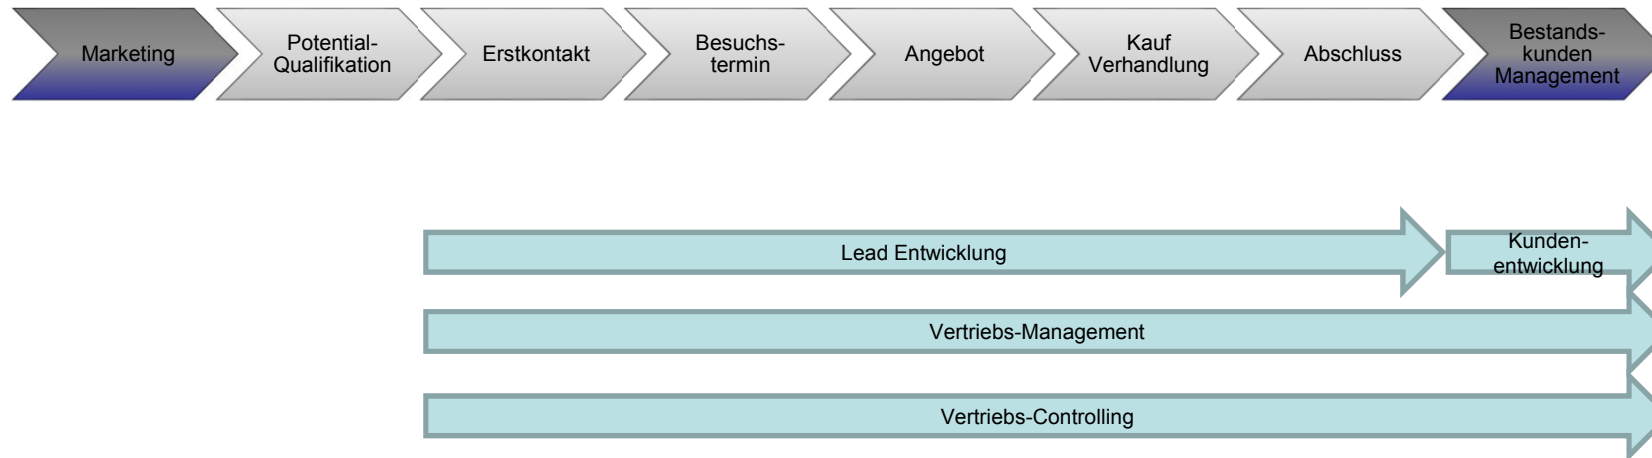 Marketing
Potential-
Qualifikation
Erstkontakt
Besuchs-
termin
Angebot
Kauf
Verhandlung
Abschluss
Bestands-
kunden
Management
Lead Entwicklung
Kunden-
entwicklung
Vertriebs-Management
Vertriebs-Controlling